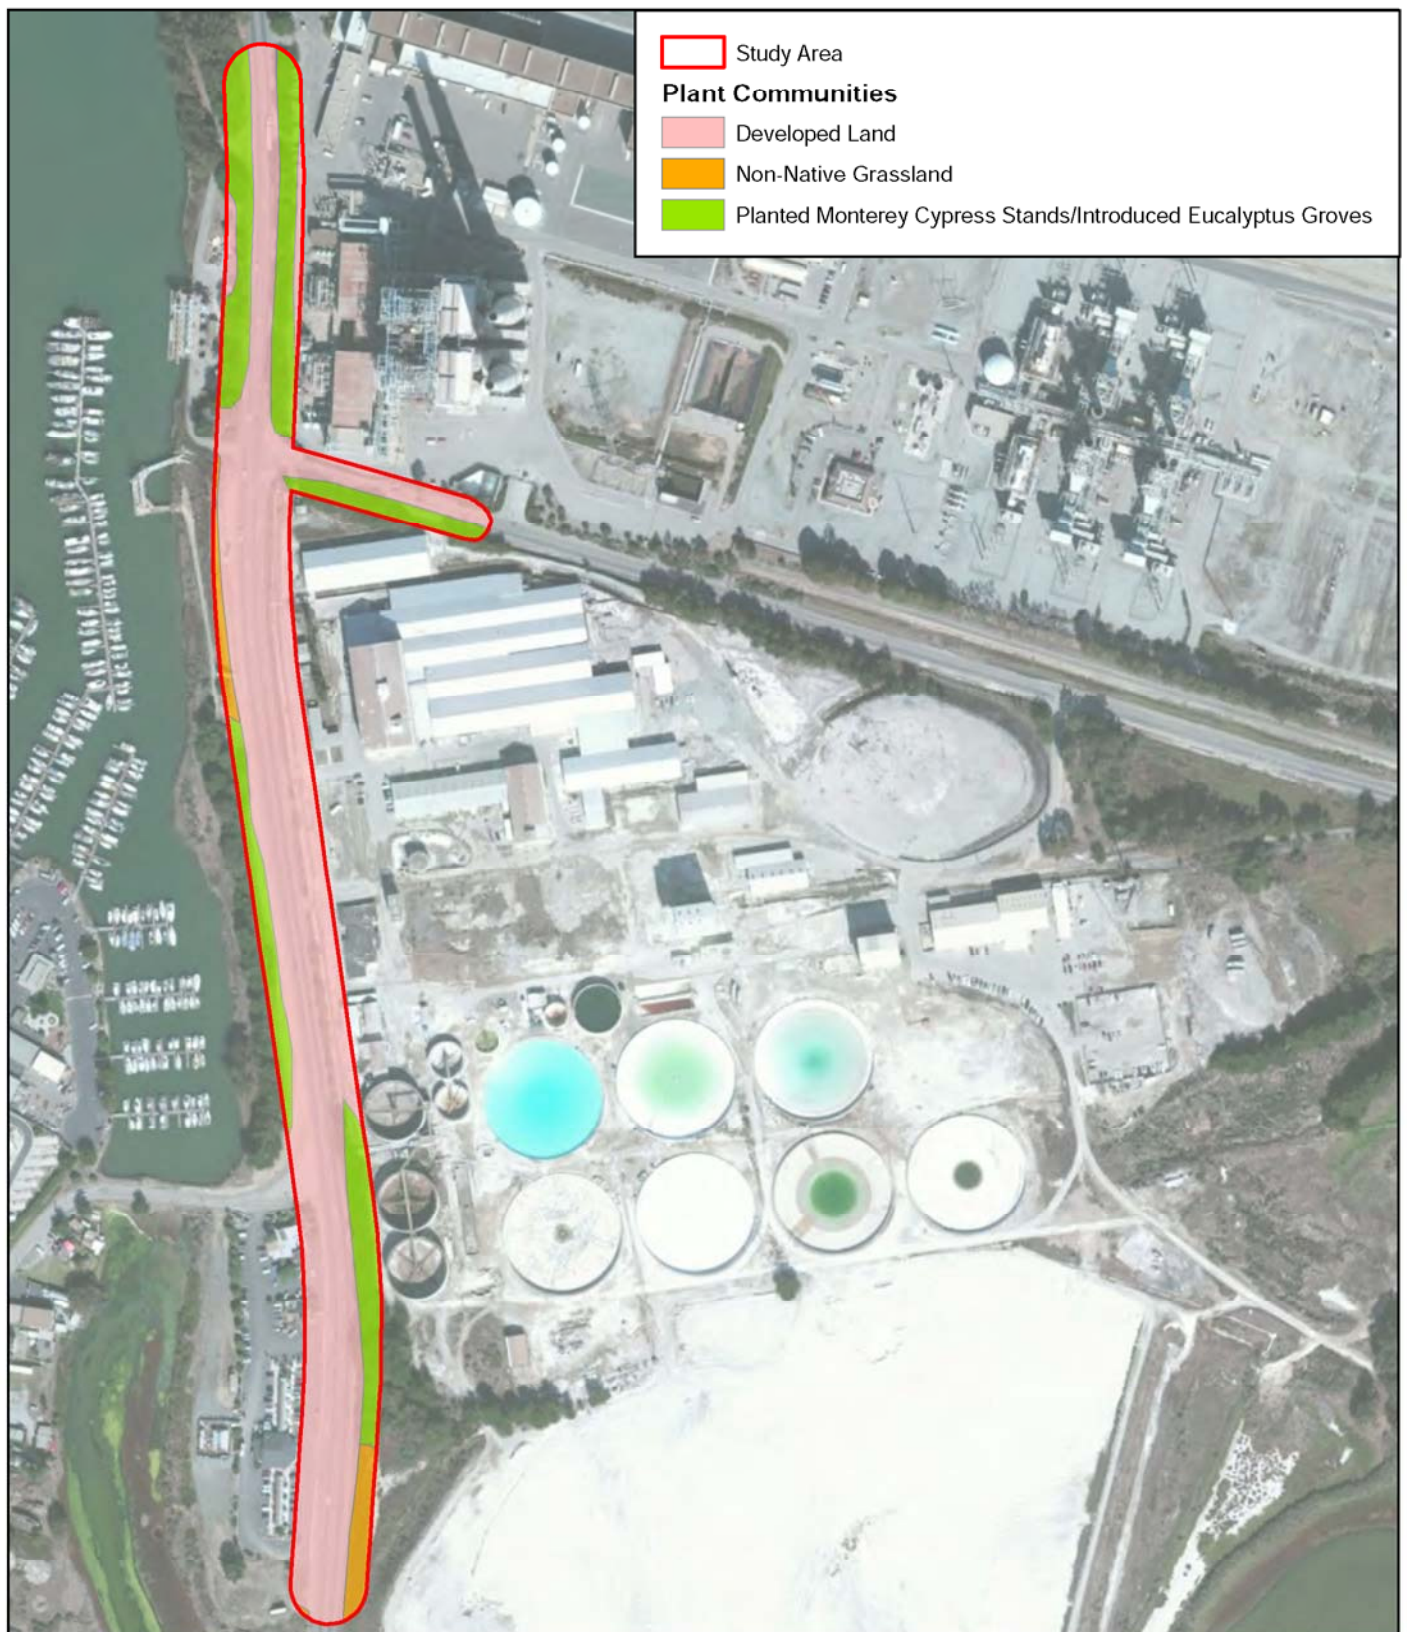 Study Area
Plant Communities
Developed Land
Non-Native Grassland
Planted Monterey Cypress Stands/Introduced Eucalyptus Groves